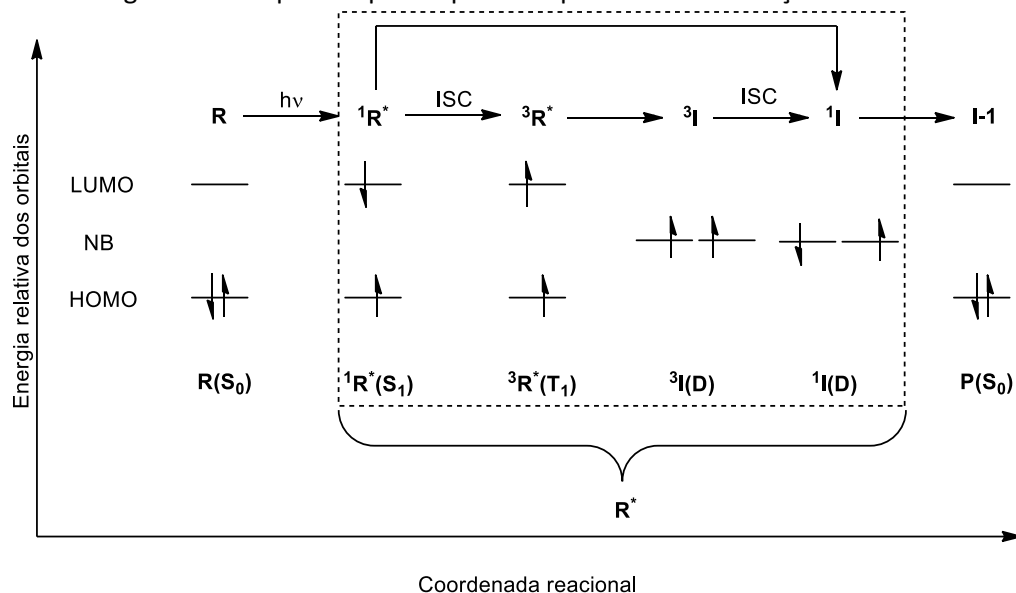 R hν ¹R* ISC ³R* ³I ISC ¹I I-1
LUMO
NB
HOMO
R(S₀) ¹R*(S₁) ³R*(T₁) ³I(D) ¹I(D) P(S₀)
R*
Energia relativa dos orbitais
Coordenada reacional